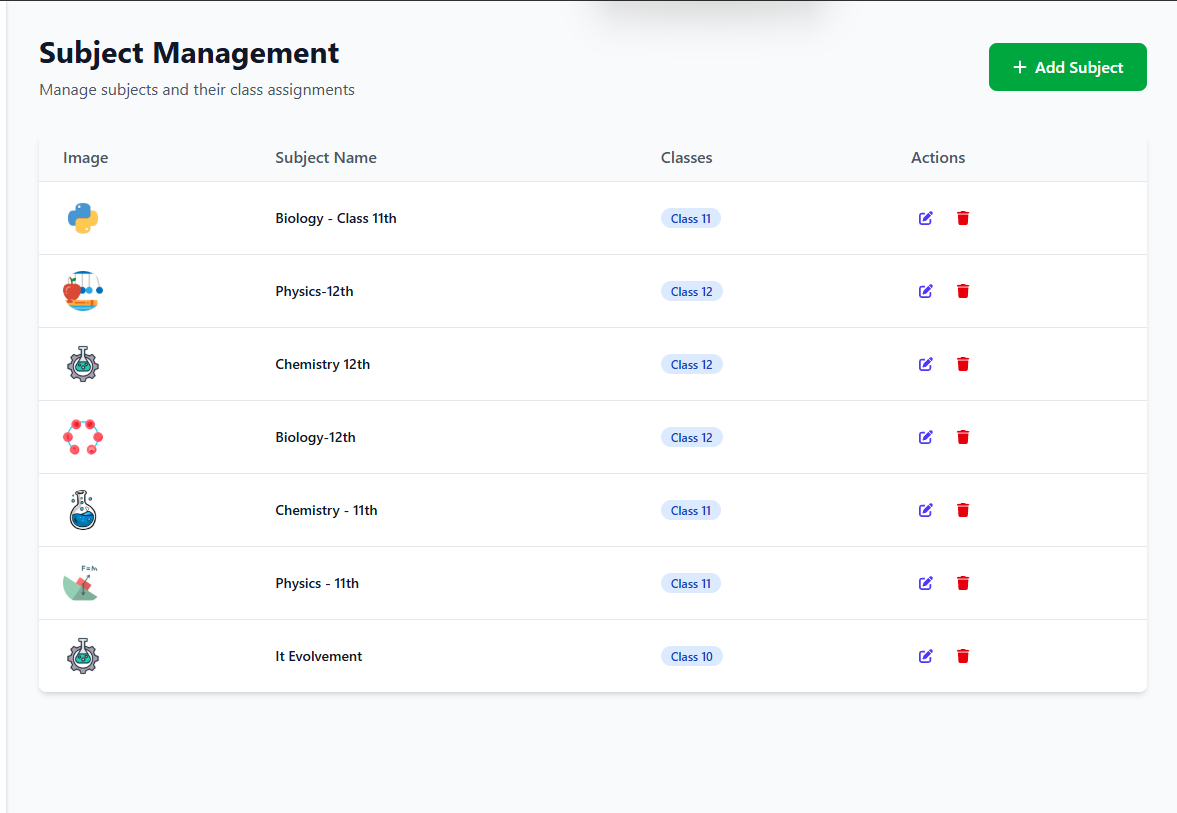 Subject Management
Manage subjects and their class assignments
+ Add Subject
Image Subject Name Classes Actions
Biology - Class 11th Class 11
Physics-12th Class 12
Chemistry 12th Class 12
Biology-12th Class 12
Chemistry - 11th Class 11
F=M
Physics - 11th Class 11
It Evolvement Class 10